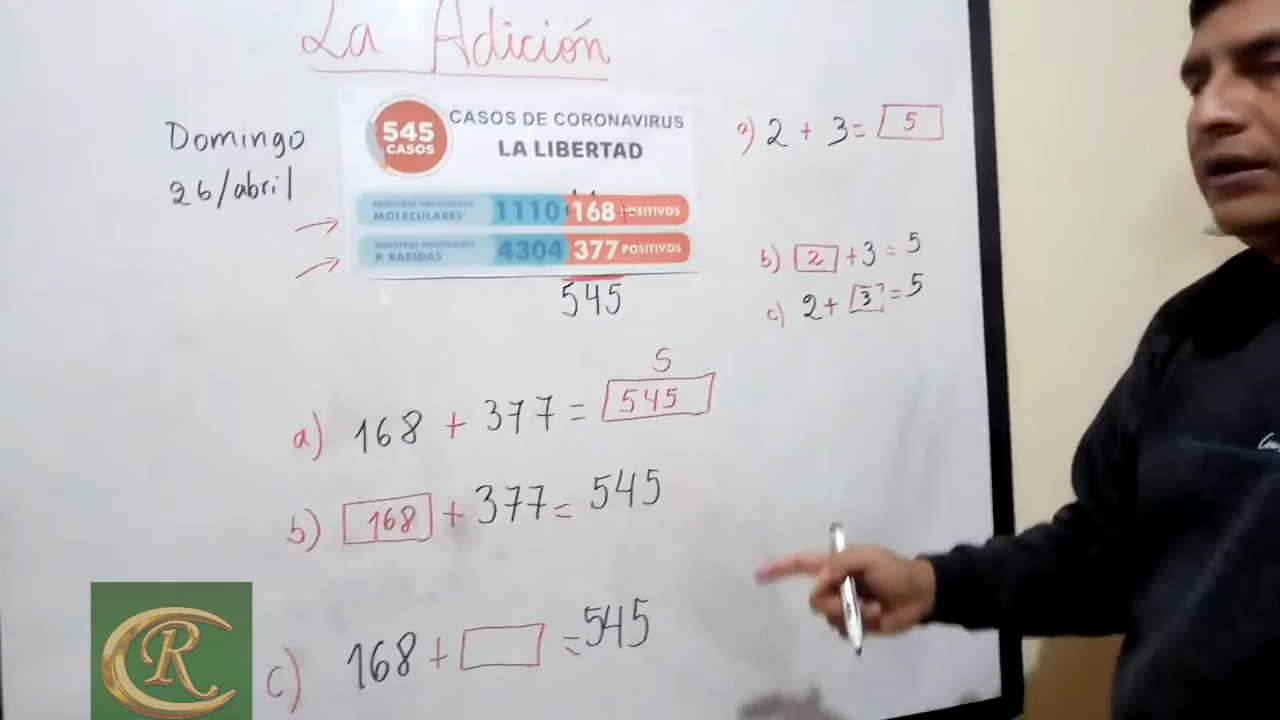 La Adición
Domingo
26/abril
545
CASOS
CASOS DE CORONAVIRUS
LA LIBERTAD
MOLECULARES 1110 168 POSITIVOS
P. RAPIDAS 4304 377 POSITIVOS
545
a) 2 + 3 = 5
b) 2 + 3 = 5
c) 2 + 3 = 5
S
a) 168 + 377 = 545
b) 168 + 377 = 545
c) 168 + = 545
CR